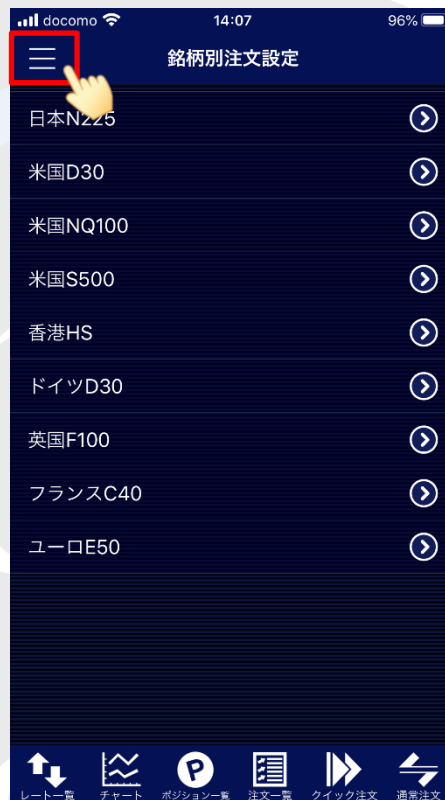 docomo 14:07 96%
銘柄別注文設定
日本N225
米国D30
米国NQ100
米国S500
香港HS
ドイツD30
英国F100
フランスC40
ユーロE50
P
レート一覧 チャート ポジション一覧 注文一覧 クイック注文 通常注文